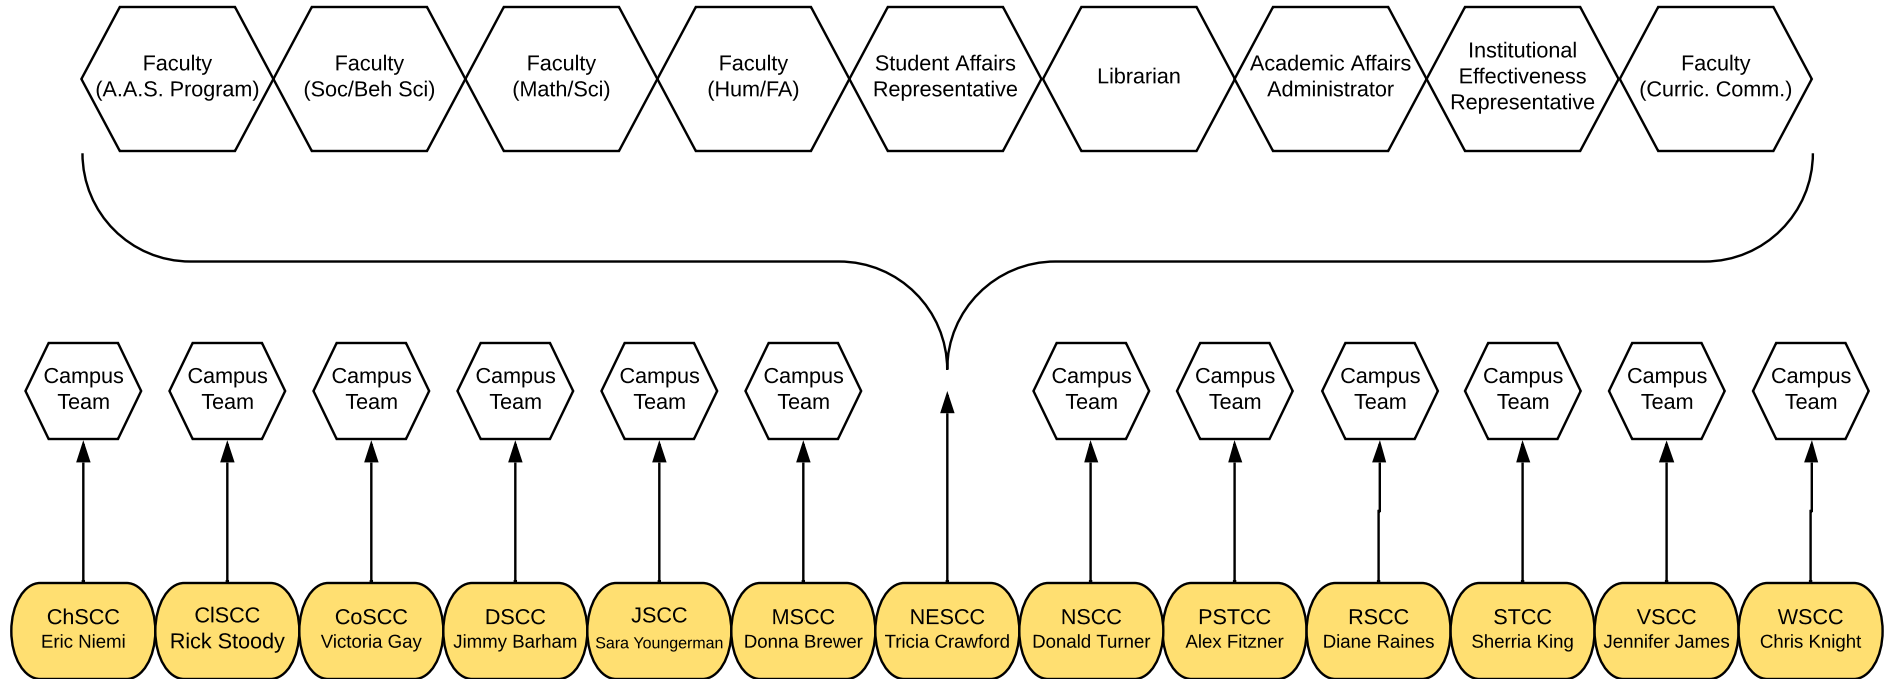 Faculty
(A.A.S. Program)
Faculty
(Soc/Beh Sci)
Faculty
(Math/Sci)
Faculty
(Hum/FA)
Student Affairs
Representative
Librarian
Academic Affairs
Administrator
Institutional
Effectiveness
Representative
Faculty
(Curric. Comm.)
Campus
Team
Campus
Team
Campus
Team
Campus
Team
Campus
Team
Campus
Team
Campus
Team
Campus
Team
Campus
Team
Campus
Team
Campus
Team
Campus
Team
ChSCC
Eric Niemi
ClSCC
Rick Stoody
CoSCC
Victoria Gay
DSCC
Jimmy Barham
JSCC
Sara Youngerman
MSCC
Donna Brewer
NESCC
Tricia Crawford
NSCC
Donald Turner
PSTCC
Alex Fitzner
RSCC
Diane Raines
STCC
Sherria King
VSCC
Jennifer James
WSCC
Chris Knight